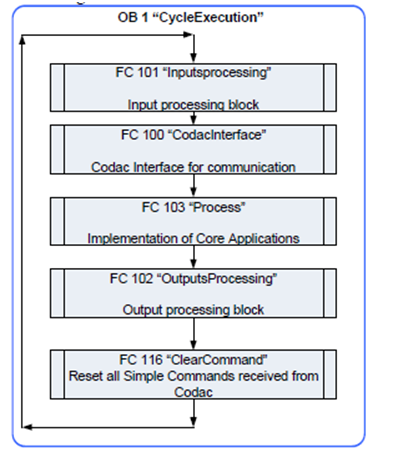 OB 1 “CycleExecution”
FC 101 “Inputsprocessing”
Input processing block
FC 100 “CodacInterface”
Codac Interface for communication
FC 103 “Process”
Implementation of Core Applications
FC 102 “OutputsProcessing”
Output processing block
FC 116 “ClearCommand”
Reset all Simple Commands received from
Codac